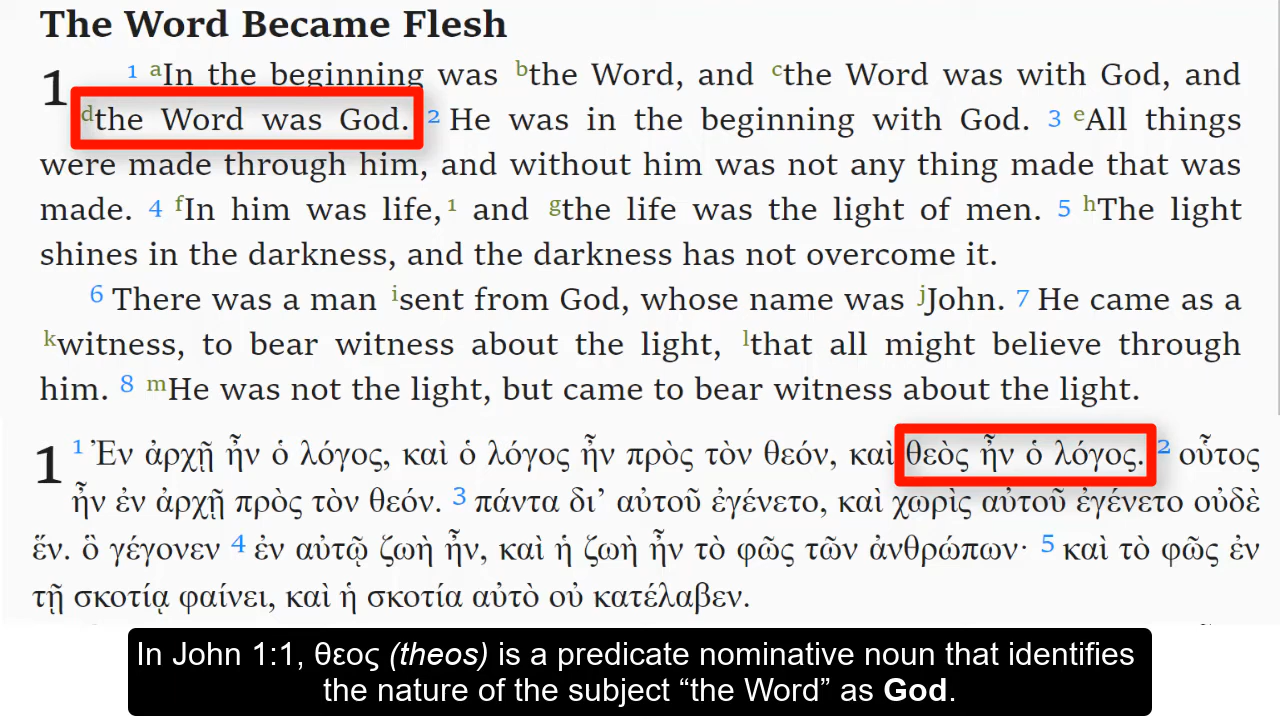 The Word Became Flesh
1 1 aIn the beginning was bthe Word, and cthe Word was with God, and
dthe Word was God. 2 He was in the beginning with God. 3 eAll things
were made through him, and without him was not any thing made that was
made. 4 fIn him was life,1 and gthe life was the light of men. 5 hThe light
shines in the darkness, and the darkness has not overcome it.
6 There was a man isent from God, whose name was jJohn. 7 He came as a
kwitness, to bear witness about the light, lthat all might believe through
him. 8 mHe was not the light, but came to bear witness about the light.
1 1 Ἐν ἀρχῇ ἦν ὁ λόγος, καὶ ὁ λόγος ἦν πρὸς τὸν θεόν, καὶ θεὸς ἦν ὁ λόγος. 2 οὗτος
ἦν ἐν ἀρχῇ πρὸς τὸν θεόν. 3 πάντα δι’ αὐτοῦ ἐγένετο, καὶ χωρὶς αὐτοῦ ἐγένετο οὐδὲ
ἕν. ὃ γέγονεν 4 ἐν αὐτῷ ζωὴ ἦν, καὶ ἡ ζωὴ ἦν τὸ φῶς τῶν ἀνθρώπων· 5 καὶ τὸ φῶς ἐν
τῇ σκοτίᾳ φαίνει, καὶ ἡ σκοτία αὐτὸ οὐ κατέλαβεν.
In John 1:1, θεος (theos) is a predicate nominative noun that identifies
the nature of the subject “the Word” as God.